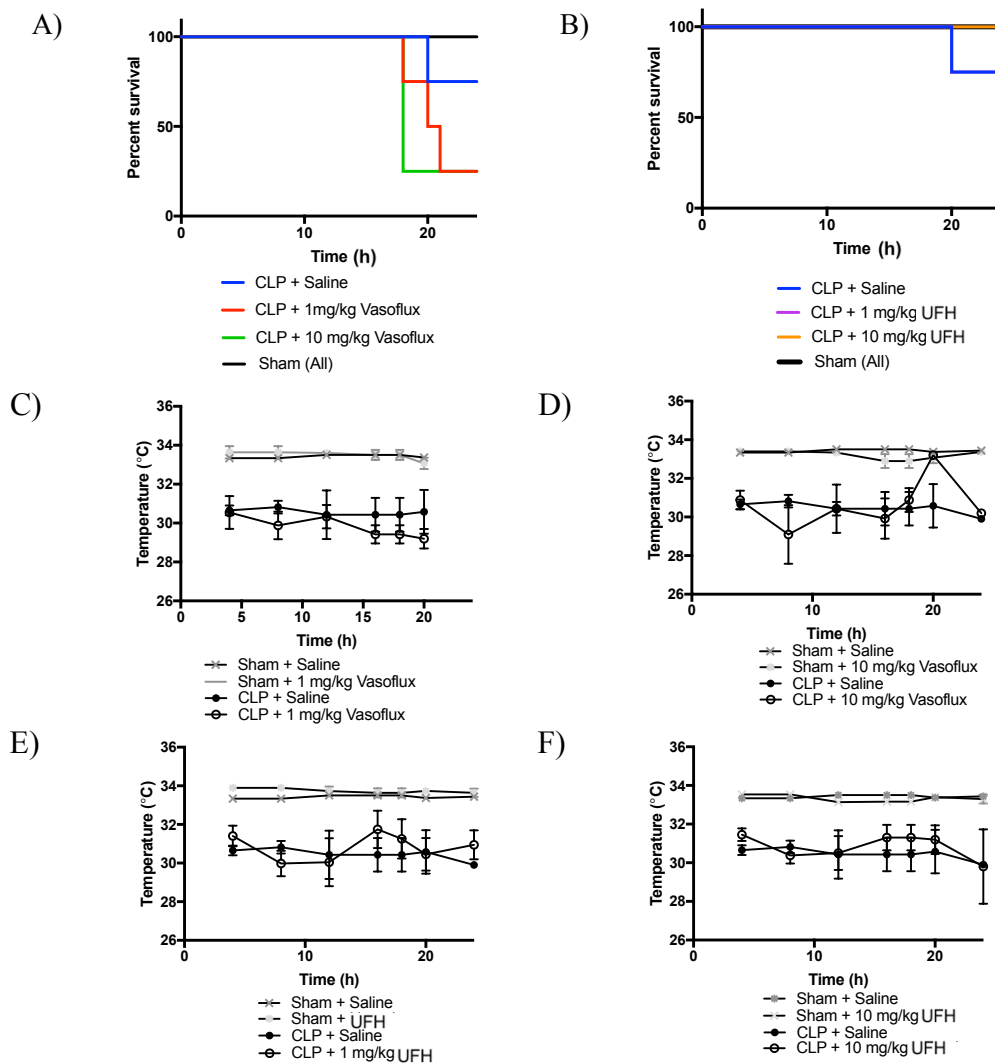 A)
100
50
0
Percent survival
0
10
20
Time (h)
CLP + Saline
CLP + 1mg/kg Vasoflux
CLP + 10 mg/kg Vasoflux
Sham (All)
B)
100
50
0
Percent survival
0
10
20
Time (h)
CLP + Saline
CLP + 1 mg/kg UFH
CLP + 10 mg/kg UFH
Sham (All)
C)
36
34
32
30
28
26
Temperature (°C)
0
5
10
15
20
Time (h)
Sham + Saline
Sham + 1 mg/kg Vasoflux
CLP + Saline
CLP + 1 mg/kg Vasoflux
D)
36
34
32
30
28
26
Temperature (°C)
0
10
20
Time (h)
Sham + Saline
Sham + 10 mg/kg Vasoflux
CLP + Saline
CLP + 10 mg/kg Vasoflux
E)
36
34
32
30
28
26
Temperature (°C)
0
10
20
Time (h)
Sham + Saline
Sham + UFH
CLP + Saline
CLP + 1 mg/kg UFH
F)
36
34
32
30
28
26
Temperature (°C)
0
10
20
Time (h)
Sham + Saline
Sham + 10 mg/kg UFH
CLP + Saline
CLP + 10 mg/kg UFH